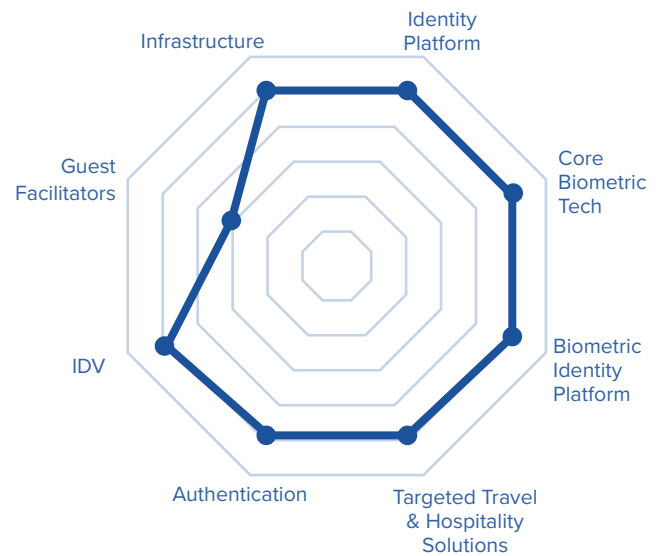 Identity
Platform
Infrastructure
Core
Biometric
Tech
Guest
Facilitators
Biometric
Identity
Platform
IDV
Authentication
Targeted Travel
& Hospitality
Solutions